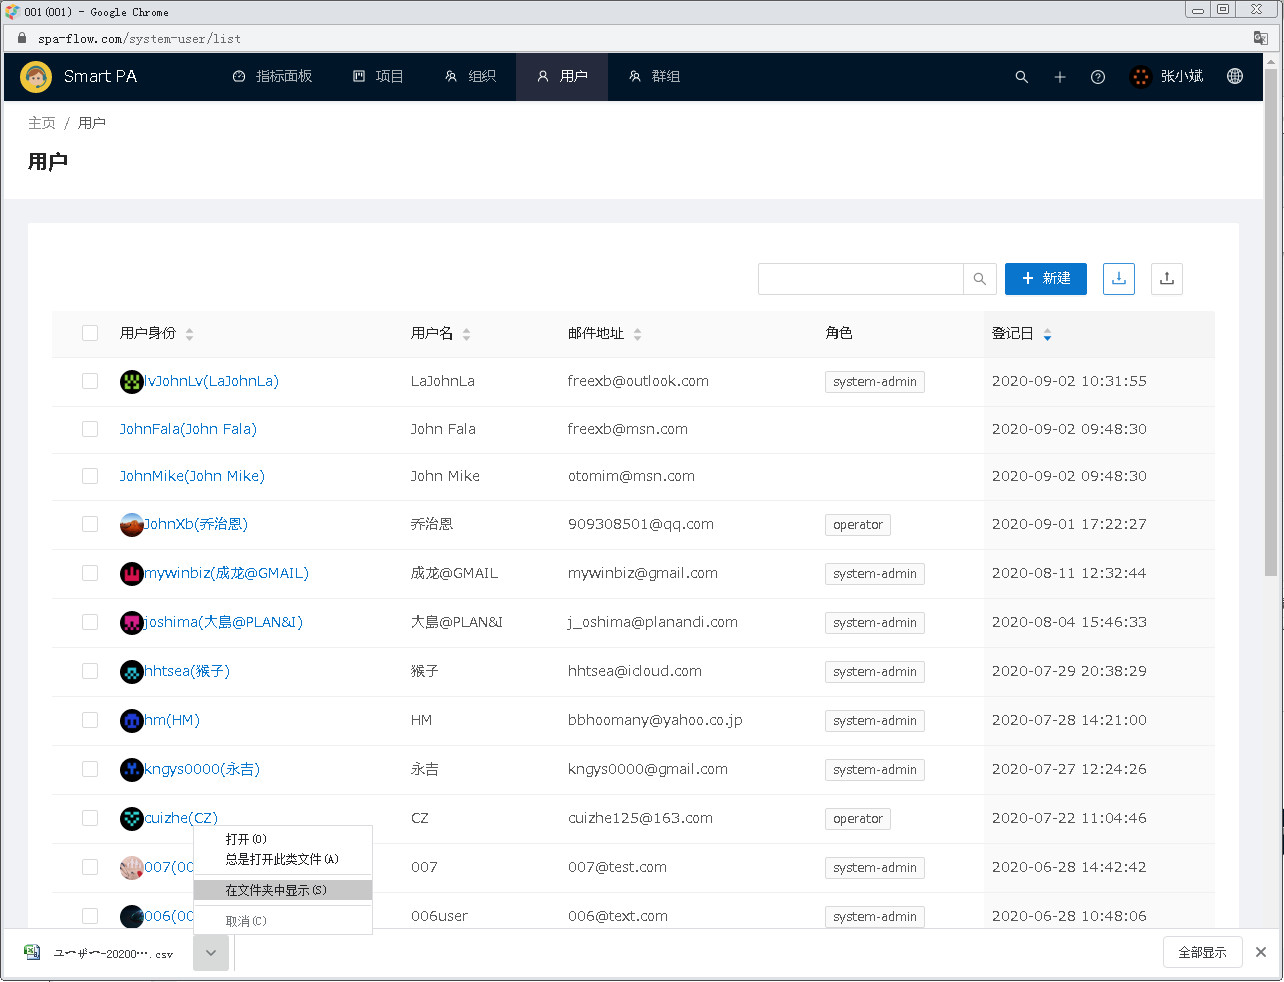 001(001) - Google Chrome
spa-flow.com/system-user/list
Smart PA 指标面板 项目 组织 用户 群组 张小斌
主页 / 用户
用户
新建
用户身份 用户名 邮件地址 角色 登记日
lvJohnLv(LaJohnLa) LaJohnLa freexb@outlook.com system-admin 2020-09-02 10:31:55
JohnFala(John Fala) John Fala freexb@msn.com 2020-09-02 09:48:30
JohnMike(John Mike) John Mike otomim@msn.com 2020-09-02 09:48:30
JohnXb(乔治恩) 乔治恩 909308501@qq.com operator 2020-09-01 17:22:27
mywinbiz(成龙@GMAIL) 成龙@GMAIL mywinbiz@gmail.com system-admin 2020-08-11 12:32:44
joshima(大島@PLAN&I) 大島@PLAN&I j_oshima@planandi.com system-admin 2020-08-04 15:46:33
hhtsea(猴子) 猴子 hhtsea@icloud.com system-admin 2020-07-29 20:38:29
hm(HM) HM bbhoomany@yahoo.co.jp system-admin 2020-07-28 14:21:00
kngys0000(永吉) 永吉 kngys0000@gmail.com system-admin 2020-07-27 12:24:26
cuizhe(CZ) CZ cuizhe125@163.com operator 2020-07-22 11:04:46
007(00 007 007@test.com system-admin 2020-06-28 14:42:42
006(00 006user 006@text.com system-admin 2020-06-28 10:48:06
打开(O)
总是打开此类文件(A)
在文件夹中显示(S)
取消(C)
ユーザー-20200….csv 全部显示